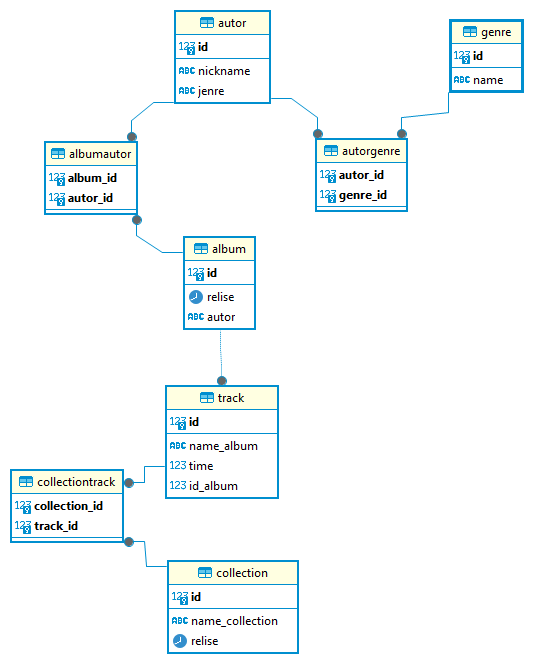 autor
123 id
ABC nickname
ABC jenre
genre
123 id
ABC name
albumautor
123 album_id
123 autor_id
autorgenre
123 autor_id
123 genre_id
album
123 id
relise
ABC autor
track
123 id
ABC name_album
123 time
123 id_album
collectiontrack
123 collection_id
123 track_id
collection
123 id
ABC name_collection
relise